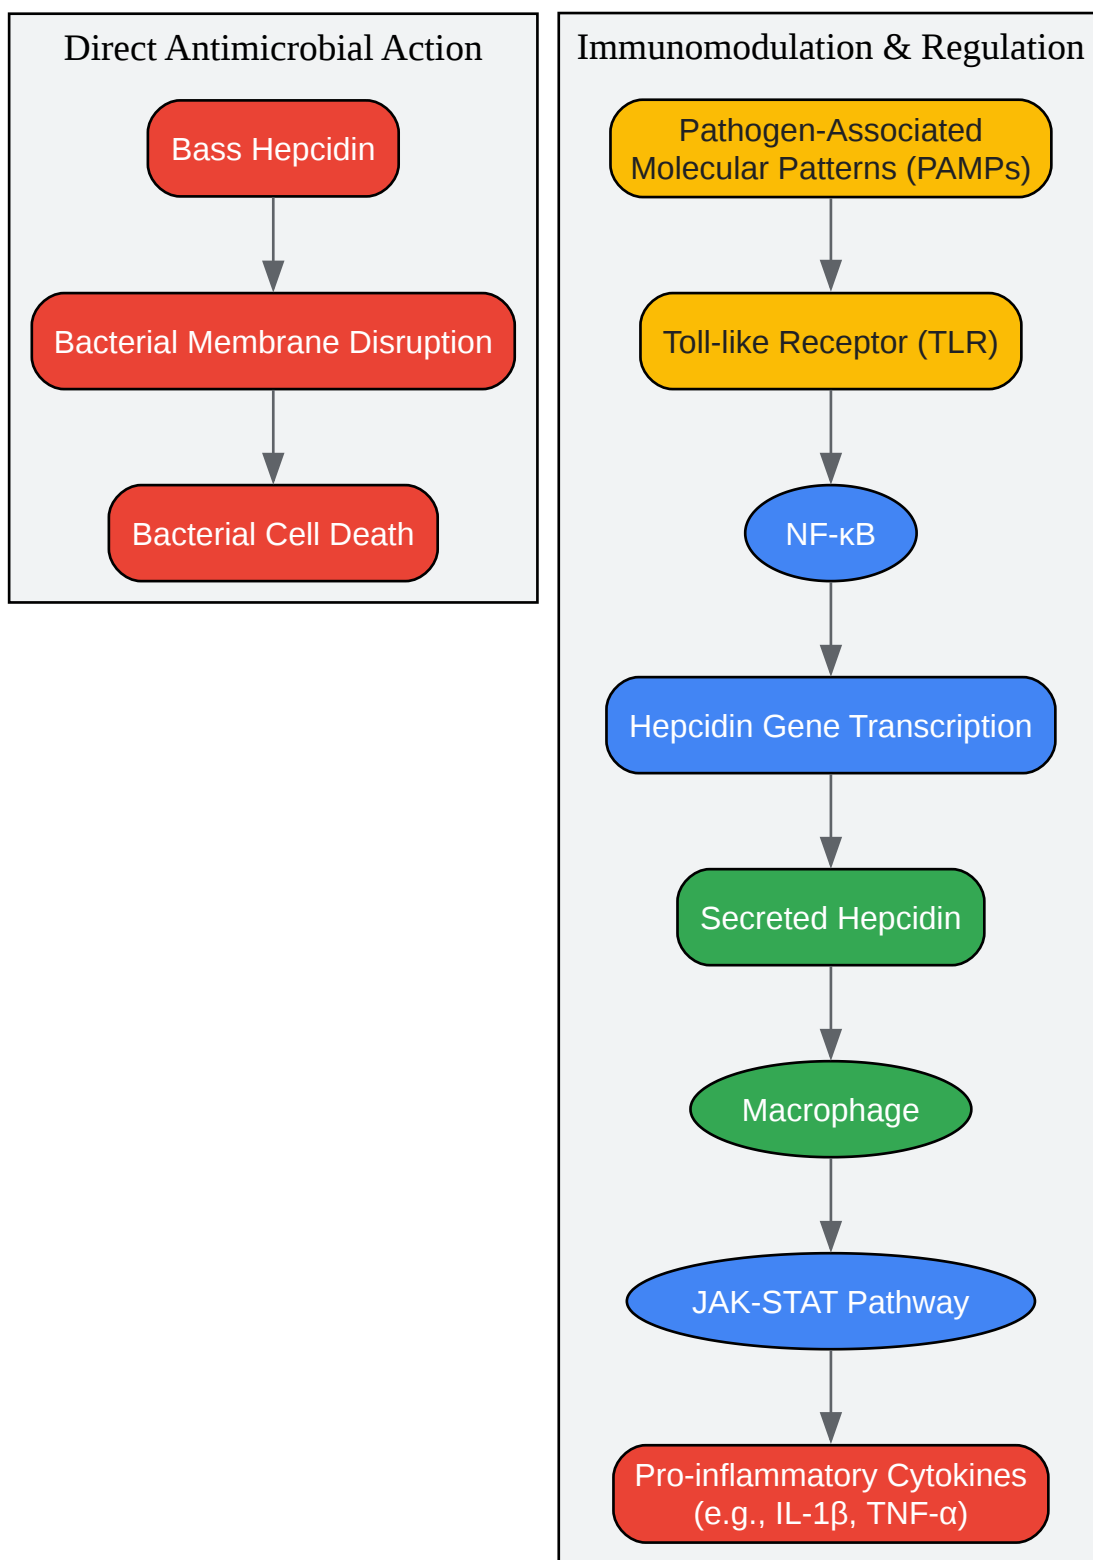 Direct Antimicrobial Action
Bass Hepcidin
Bacterial Membrane Disruption
Bacterial Cell Death
Immunomodulation & Regulation
Pathogen-Associated
Molecular Patterns (PAMPs)
Toll-like Receptor (TLR)
NF-κB
Hepcidin Gene Transcription
Secreted Hepcidin
Macrophage
JAK-STAT Pathway
Pro-inflammatory Cytokines
(e.g., IL-1β, TNF-α)